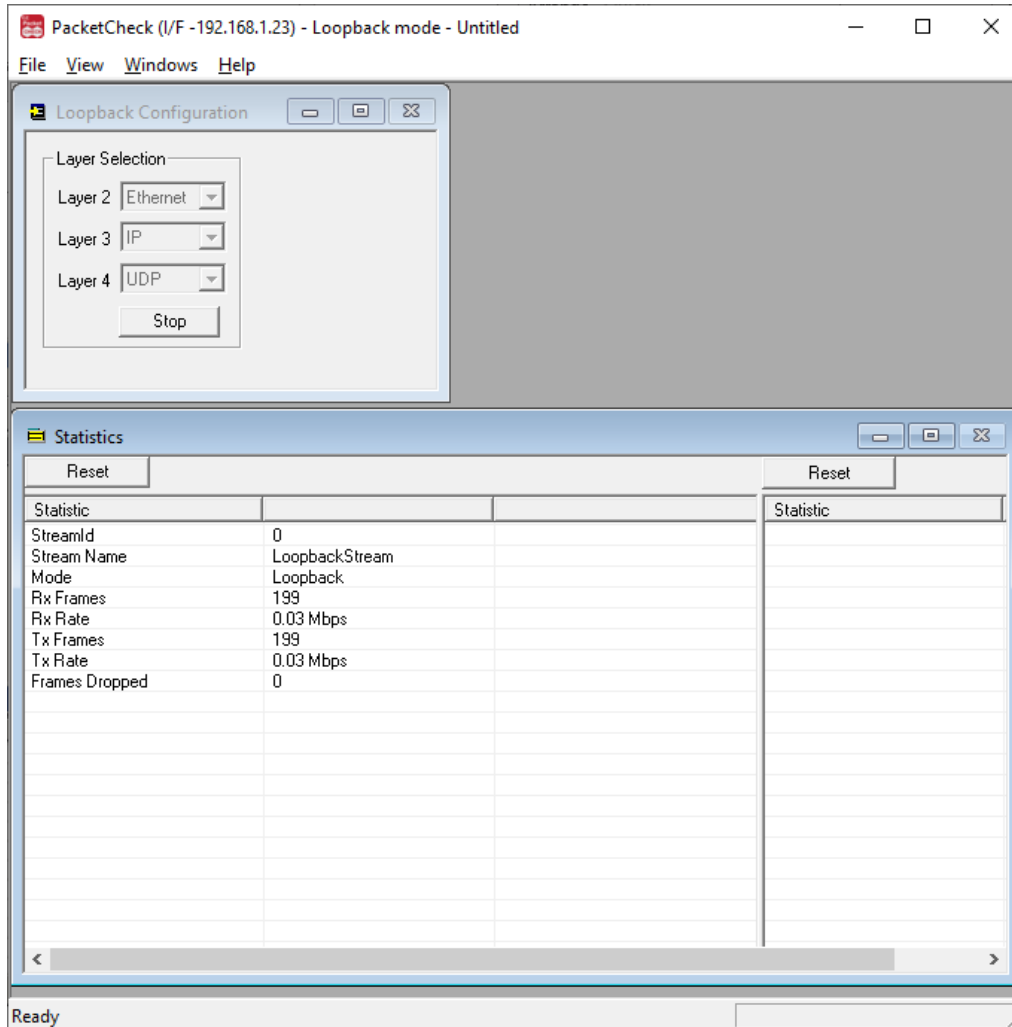 PacketCheck (I/F -192.168.1.23) - Loopback mode - Untitled
File View Windows Help
Loopback Configuration
Layer Selection
Layer 2 Ethernet
Layer 3 IP
Layer 4 UDP
Stop
Statistics
Reset Reset
Statistic Statistic
StreamId 0
Stream Name LoopbackStream
Mode Loopback
Rx Frames 199
Rx Rate 0.03 Mbps
Tx Frames 199
Tx Rate 0.03 Mbps
Frames Dropped 0
Ready